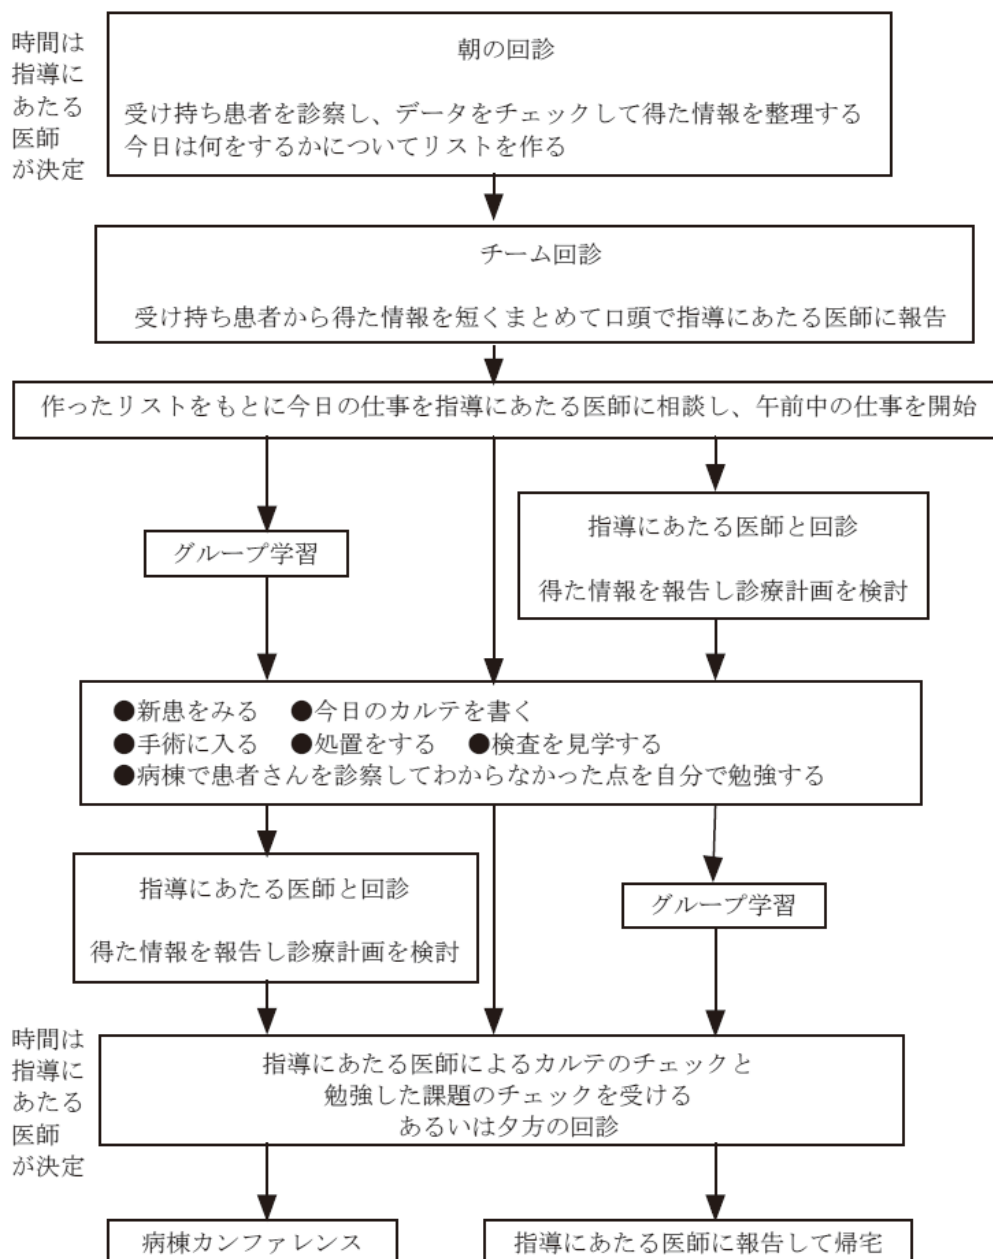 時間は
指導に
あたる
医師
が決定
朝の回診
受け持ち患者を診察し、データをチェックして得た情報を整理する
今日は何をするかについてリストを作る
チーム回診
受け持ち患者から得た情報を短くまとめて口頭で指導にあたる医師に報告
作ったリストをもとに今日の仕事を指導にあたる医師に相談し、午前中の仕事を開始
グループ学習
指導にあたる医師と回診
得た情報を報告し診療計画を検討
●新患をみる ●今日のカルテを書く
●手術に入る ●処置をする ●検査を見学する
●病棟で患者さんを診察してわからなかった点を自分で勉強する
指導にあたる医師と回診
得た情報を報告し診療計画を検討
グループ学習
時間は
指導に
あたる
医師
が決定
指導にあたる医師によるカルテのチェックと
勉強した課題のチェックを受ける
あるいは夕方の回診
病棟カンファレンス
指導にあたる医師に報告して帰宅